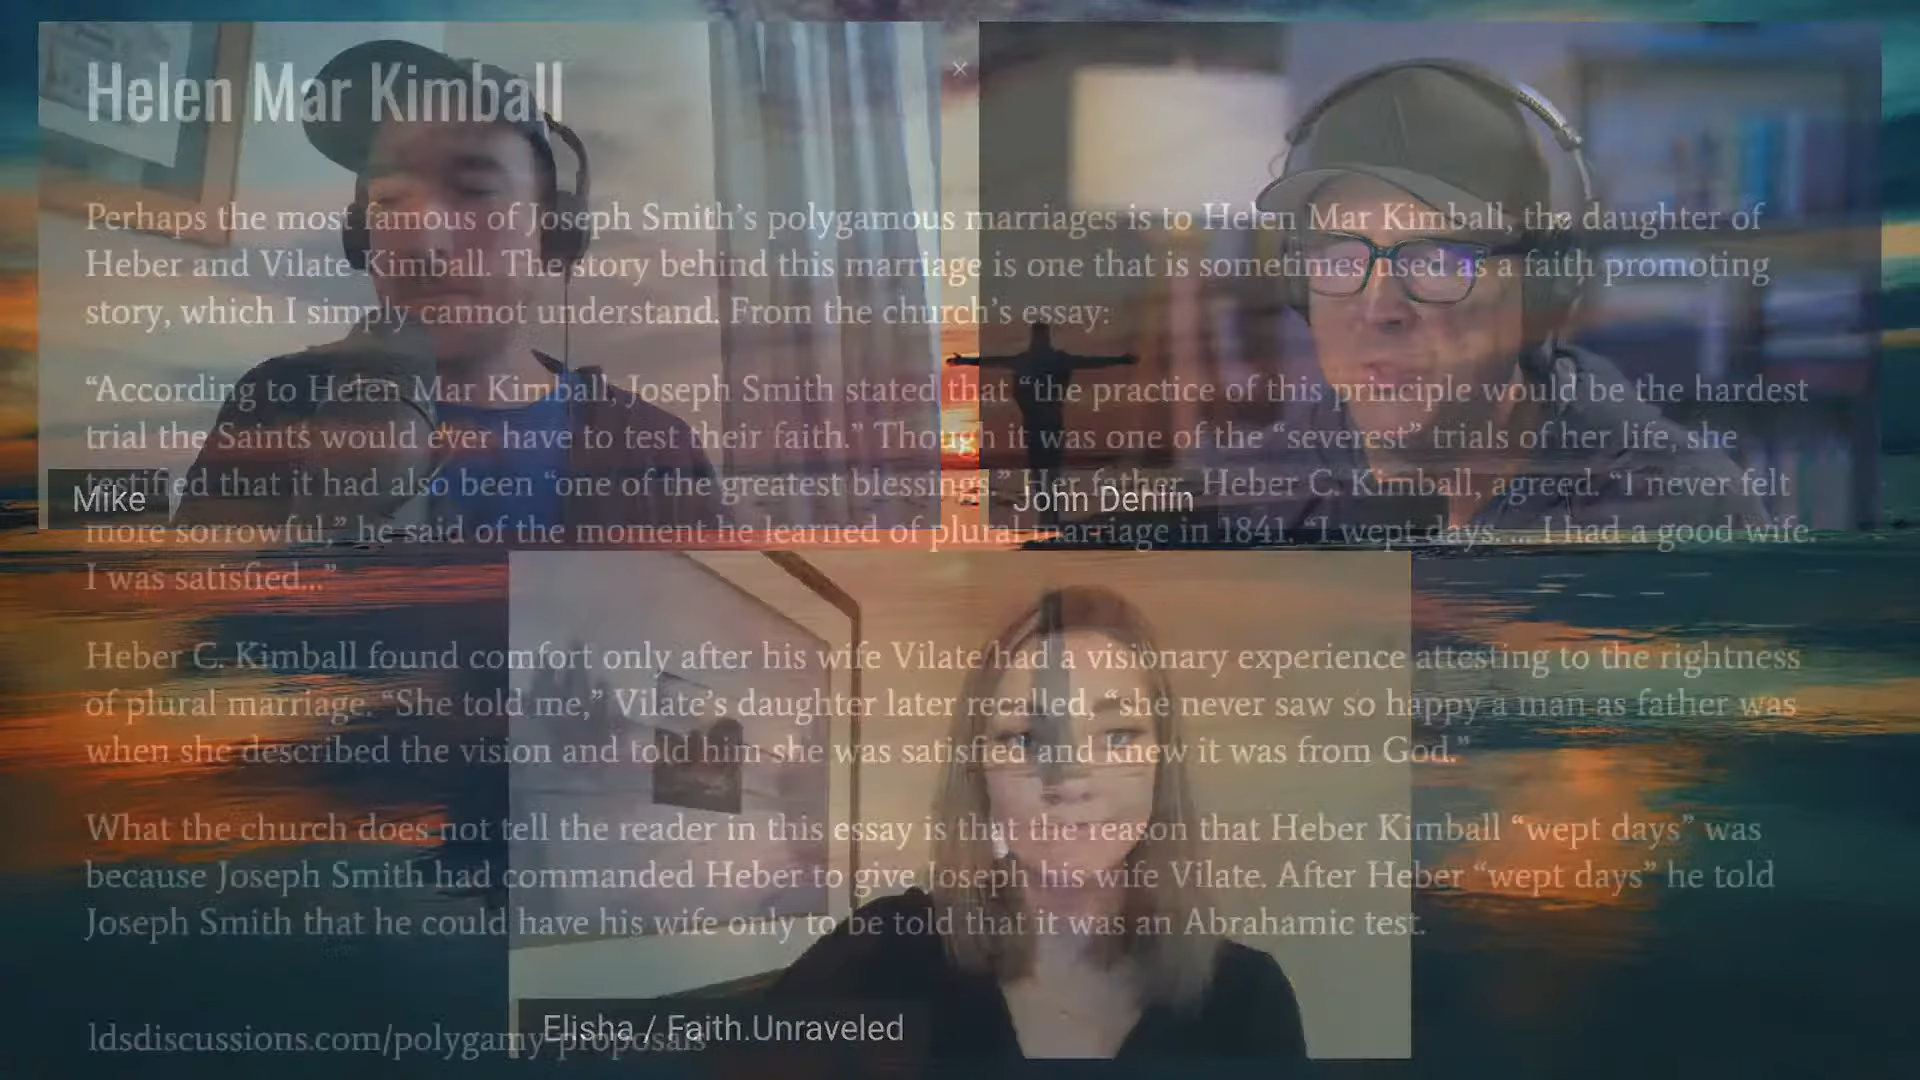 Helen Mar Kimball
Perhaps the most famous of Joseph Smith’s polygamous marriages is to Helen Mar Kimball, the daughter of
Heber and Vilate Kimball. The story behind this marriage is one that is sometimes used as a faith promoting
story, which I simply cannot understand. From the church’s essay:
“According to Helen Mar Kimball, Joseph Smith stated that “the practice of this principle would be the hardest
trial the Saints would ever have to test their faith.” Though it was one of the “severest” trials of her life, she
testified that it had also been “one of the greatest blessings.” Her father, Heber C. Kimball, agreed. “I never felt
more sorrowful,” he said of the moment he learned of plural marriage in 1841. “I wept days. … I had a good wife.
I was satisfied…”
Mike
John Dehlin
Heber C. Kimball found comfort only after his wife Vilate had a visionary experience attesting to the rightness
of plural marriage. “She told me,” Vilate’s daughter later recalled, “she never saw so happy a man as father was
when she described the vision and told him she was satisfied and knew it was from God.”
What the church does not tell the reader in this essay is that the reason that Heber Kimball “wept days” was
because Joseph Smith had commanded Heber to give Joseph his wife Vilate. After Heber “wept days” he told
Joseph Smith that he could have his wife only to be told that it was an Abrahamic test.
Elisha / Faith.Unraveled
ldsdiscussions.com/polygamy-proposals